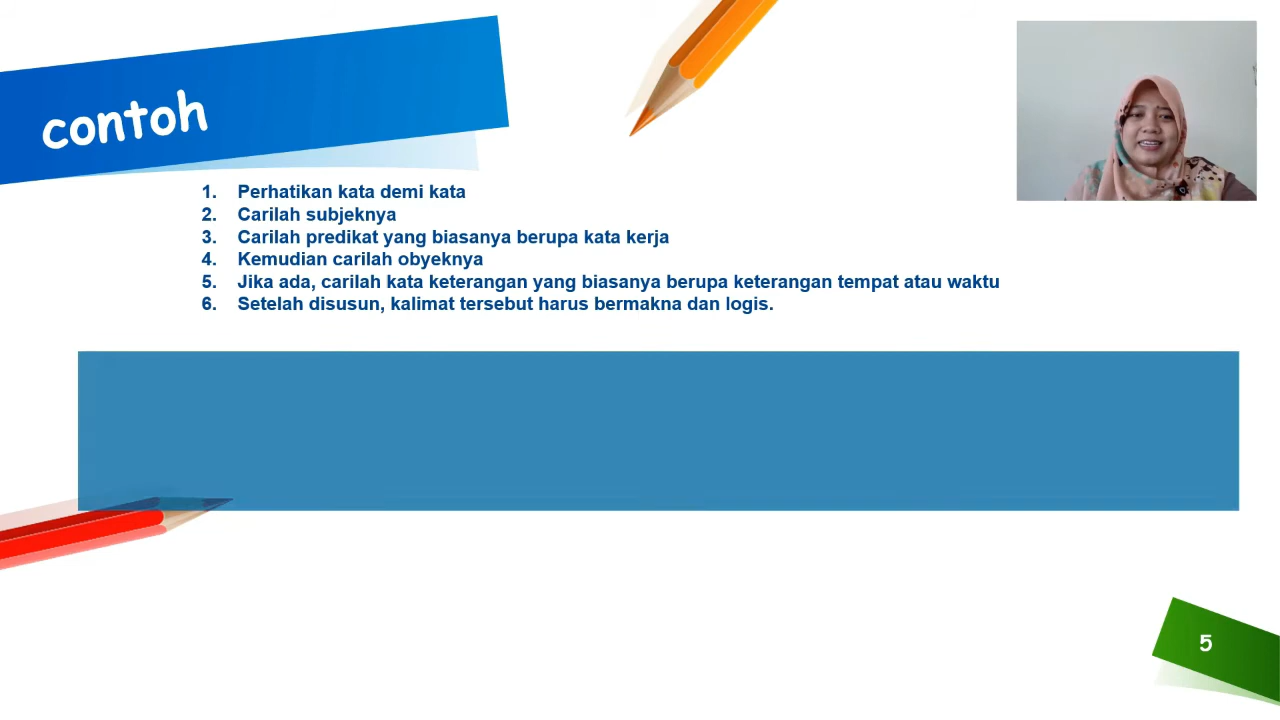 contoh
1. Perhatikan kata demi kata
2. Carilah subjeknya
3. Carilah predikat yang biasanya berupa kata kerja
4. Kemudian carilah obyeknya
5. Jika ada, carilah kata keterangan yang biasanya berupa keterangan tempat atau waktu
6. Setelah disusun, kalimat tersebut harus bermakna dan logis.
5